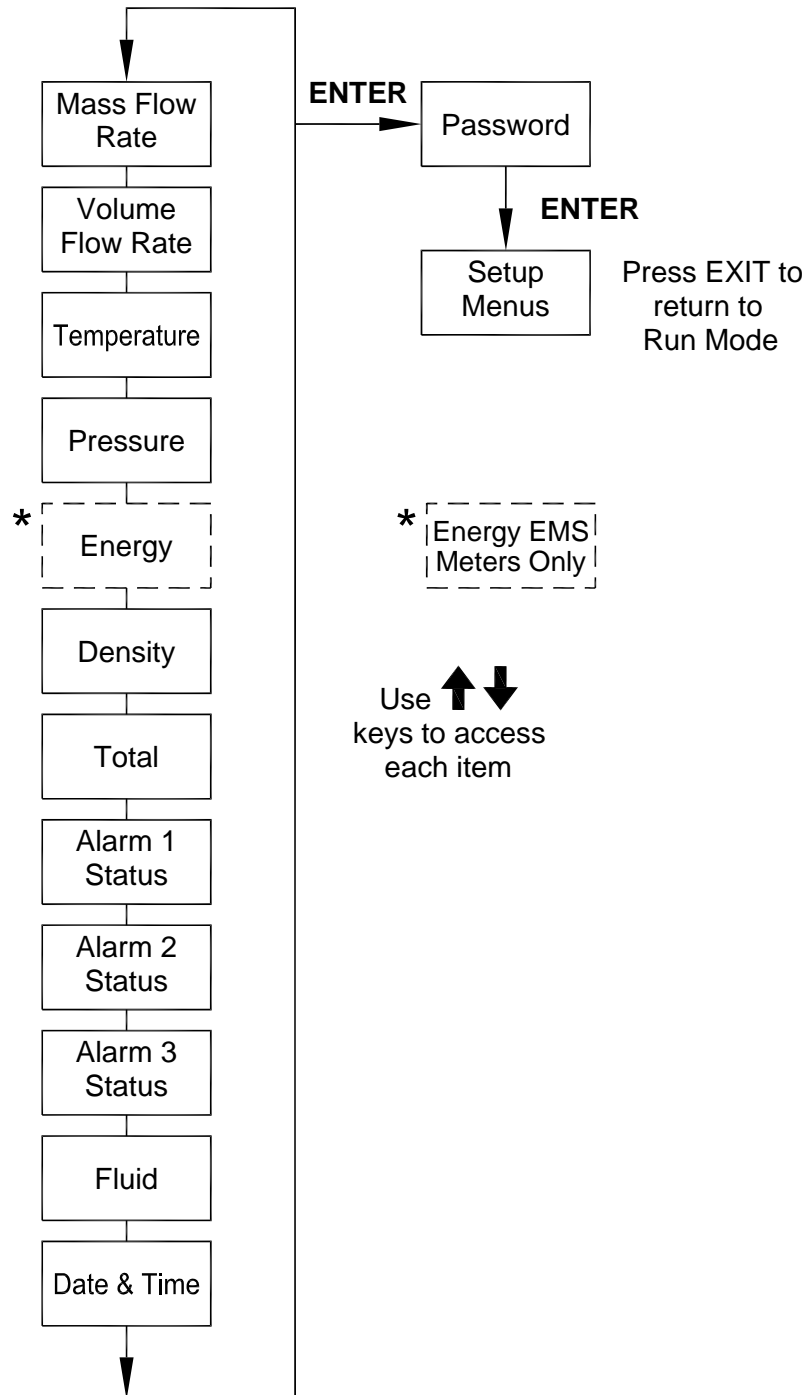 Mass Flow
Rate
Volume
Flow Rate
Temperature
Pressure
*
Energy
Density
Total
Alarm 1
Status
Alarm 2
Status
Alarm 3
Status
Fluid
Date & Time
ENTER
Password
ENTER
Setup
Menus
Press EXIT to
return to
Run Mode
*
Energy EMS
Meters Only
Use
keys to access
each item